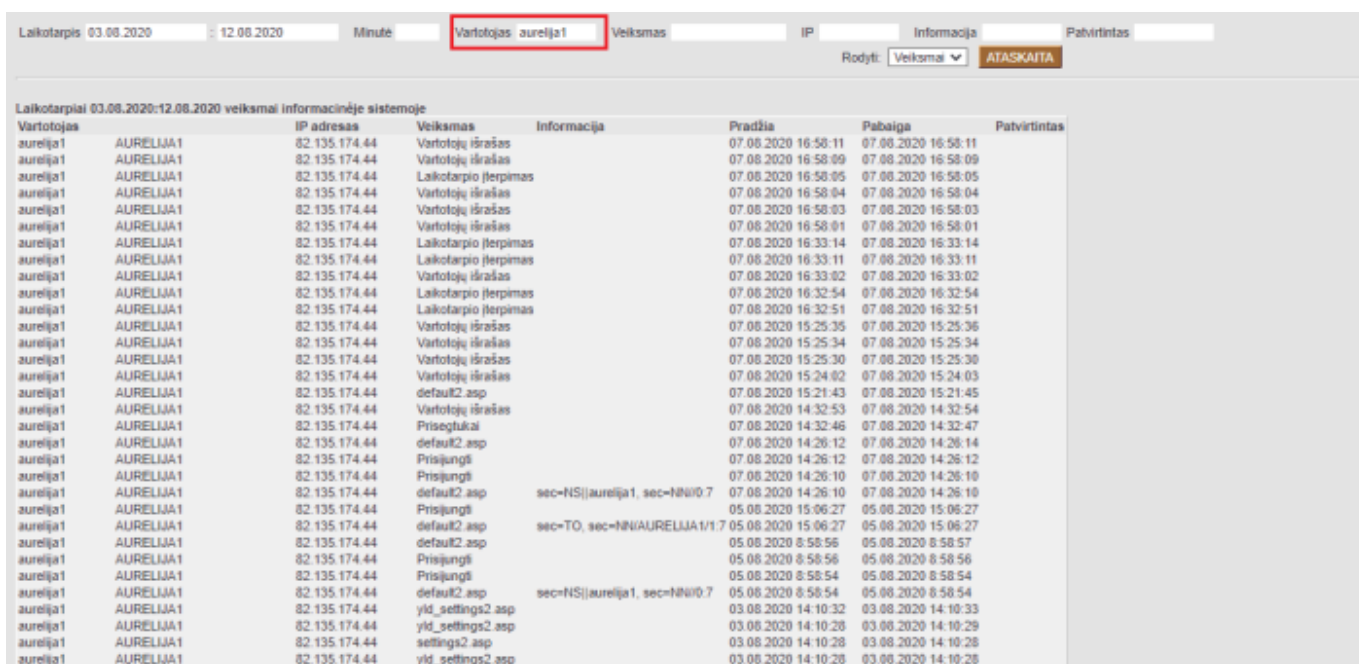 Laikotarpis 03.08.2020 : 12.08.2020 Minutė Vartotojas aurelija1 Veiksmas IP Informacija Patvirtintas
Rodyti: Veiksmai ATASKAITA
Laikotarpiai 03.08.2020:12.08.2020 veiksmai informacinėje sistemoje
Vartotojas IP adresas Veiksmas Informacija Pradžia Pabaiga Patvirtintas
aurelija1 AURELIJA1 82.135.174.44 Vartotojų išrašas 07.08.2020 16:58:11 07.08.2020 16:58:11
aurelija1 AURELIJA1 82.135.174.44 Vartotojų išrašas 07.08.2020 16:58:09 07.08.2020 16:58:09
aurelija1 AURELIJA1 82.135.174.44 Laikotarpio įterpimas 07.08.2020 16:58:05 07.08.2020 16:58:05
aurelija1 AURELIJA1 82.135.174.44 Vartotojų išrašas 07.08.2020 16:58:04 07.08.2020 16:58:04
aurelija1 AURELIJA1 82.135.174.44 Vartotojų išrašas 07.08.2020 16:58:03 07.08.2020 16:58:03
aurelija1 AURELIJA1 82.135.174.44 Vartotojų išrašas 07.08.2020 16:58:01 07.08.2020 16:58:01
aurelija1 AURELIJA1 82.135.174.44 Laikotarpio įterpimas 07.08.2020 16:33:14 07.08.2020 16:33:14
aurelija1 AURELIJA1 82.135.174.44 Laikotarpio įterpimas 07.08.2020 16:33:11 07.08.2020 16:33:11
aurelija1 AURELIJA1 82.135.174.44 Vartotojų išrašas 07.08.2020 16:33:02 07.08.2020 16:33:02
aurelija1 AURELIJA1 82.135.174.44 Laikotarpio įterpimas 07.08.2020 16:32:54 07.08.2020 16:32:54
aurelija1 AURELIJA1 82.135.174.44 Laikotarpio įterpimas 07.08.2020 16:32:51 07.08.2020 16:32:51
aurelija1 AURELIJA1 82.135.174.44 Vartotojų išrašas 07.08.2020 15:25:35 07.08.2020 15:25:36
aurelija1 AURELIJA1 82.135.174.44 Vartotojų išrašas 07.08.2020 15:25:34 07.08.2020 15:25:34
aurelija1 AURELIJA1 82.135.174.44 Vartotojų išrašas 07.08.2020 15:25:30 07.08.2020 15:25:30
aurelija1 AURELIJA1 82.135.174.44 Vartotojų išrašas 07.08.2020 15:24:02 07.08.2020 15:24:03
aurelija1 AURELIJA1 82.135.174.44 default2.asp 07.08.2020 15:21:43 07.08.2020 15:21:45
aurelija1 AURELIJA1 82.135.174.44 Vartotojų išrašas 07.08.2020 14:32:53 07.08.2020 14:32:54
aurelija1 AURELIJA1 82.135.174.44 Prisegtukai 07.08.2020 14:32:46 07.08.2020 14:32:47
aurelija1 AURELIJA1 82.135.174.44 default2.asp 07.08.2020 14:26:12 07.08.2020 14:26:14
aurelija1 AURELIJA1 82.135.174.44 Prisijungti 07.08.2020 14:26:12 07.08.2020 14:26:12
aurelija1 AURELIJA1 82.135.174.44 Prisijungti 07.08.2020 14:26:10 07.08.2020 14:26:10
aurelija1 AURELIJA1 82.135.174.44 default2.asp sec=NS||aurelija1, sec=NN//0:7 07.08.2020 14:26:10 07.08.2020 14:26:10
aurelija1 AURELIJA1 82.135.174.44 Prisijungti 05.08.2020 15:06:27 05.08.2020 15:06:27
aurelija1 AURELIJA1 82.135.174.44 default2.asp sec=TO, sec=NN/AURELIJA1/1:7 05.08.2020 15:06:27 05.08.2020 15:06:27
aurelija1 AURELIJA1 82.135.174.44 default2.asp 05.08.2020 8:58:56 05.08.2020 8:58:57
aurelija1 AURELIJA1 82.135.174.44 Prisijungti 05.08.2020 8:58:56 05.08.2020 8:58:56
aurelija1 AURELIJA1 82.135.174.44 Prisijungti 05.08.2020 8:58:54 05.08.2020 8:58:54
aurelija1 AURELIJA1 82.135.174.44 default2.asp sec=NS||aurelija1, sec=NN//0:7 05.08.2020 8:58:54 05.08.2020 8:58:54
aurelija1 AURELIJA1 82.135.174.44 yld_settings2.asp 03.08.2020 14:10:32 03.08.2020 14:10:33
aurelija1 AURELIJA1 82.135.174.44 yld_settings2.asp 03.08.2020 14:10:28 03.08.2020 14:10:29
aurelija1 AURELIJA1 82.135.174.44 settings2.asp 03.08.2020 14:10:28 03.08.2020 14:10:28
aurelija1 AURELIJA1 82.135.174.44 yld_settings2.asp 03.08.2020 14:10:28 03.08.2020 14:10:28